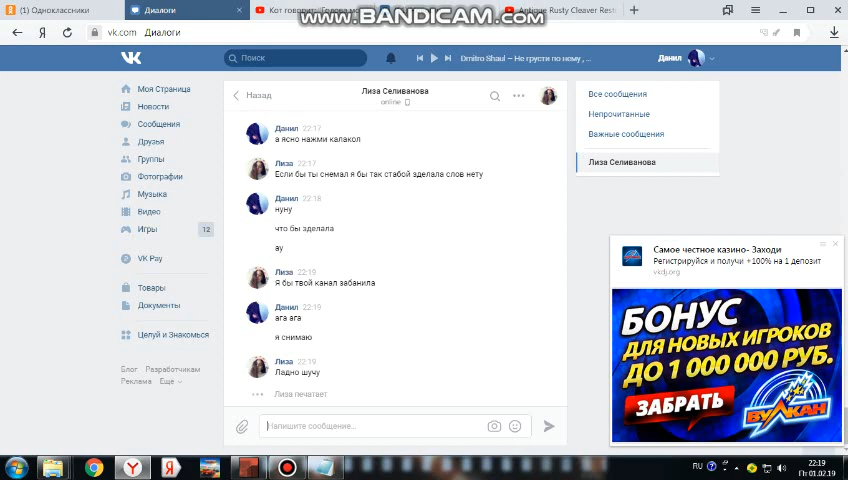 Одноклассники
Диалоги
Кот говорит: Голова мо
Antique Rusty Cleaver Rest
WWW.BANDICAM.COM
vk.com
Диалоги
Поиск
Dmitro Shaul – Не грусти по нему , ...
Данил
Моя Страница
Новости
Сообщения
Друзья
Группы
Фотографии
Музыка
Видео
Игры 12
VK Pay
Товары
Документы
Целуй и Знакомься
Блог Разработчикам
Реклама Ещё
Назад
Лиза Селиванова
online
Данил 22:17
а ясно нажми калакол
Лиза 22:17
Если бы ты снемал я бы так стабой зделала слов нету
Данил 22:18
нуну
что бы зделала
ау
Лиза 22:19
Я бы твой канал забанила
Данил 22:19
ага ага
я снимаю
Лиза 22:19
Ладно шучу
Лиза печатает
Напишите сообщение...
Все сообщения
Непрочитанные
Важные сообщения
Лиза Селиванова
Самое честное казино- Заходи
Регистрируйся и получи +100% на 1 депозит
vkdj.org
БОНУС
ДЛЯ НОВЫХ ИГРОКОВ
ДО 1 000 000 РУБ.
ЗАБРАТЬ
ВУЛКАН
RU
22:19
Пт 01.02.19